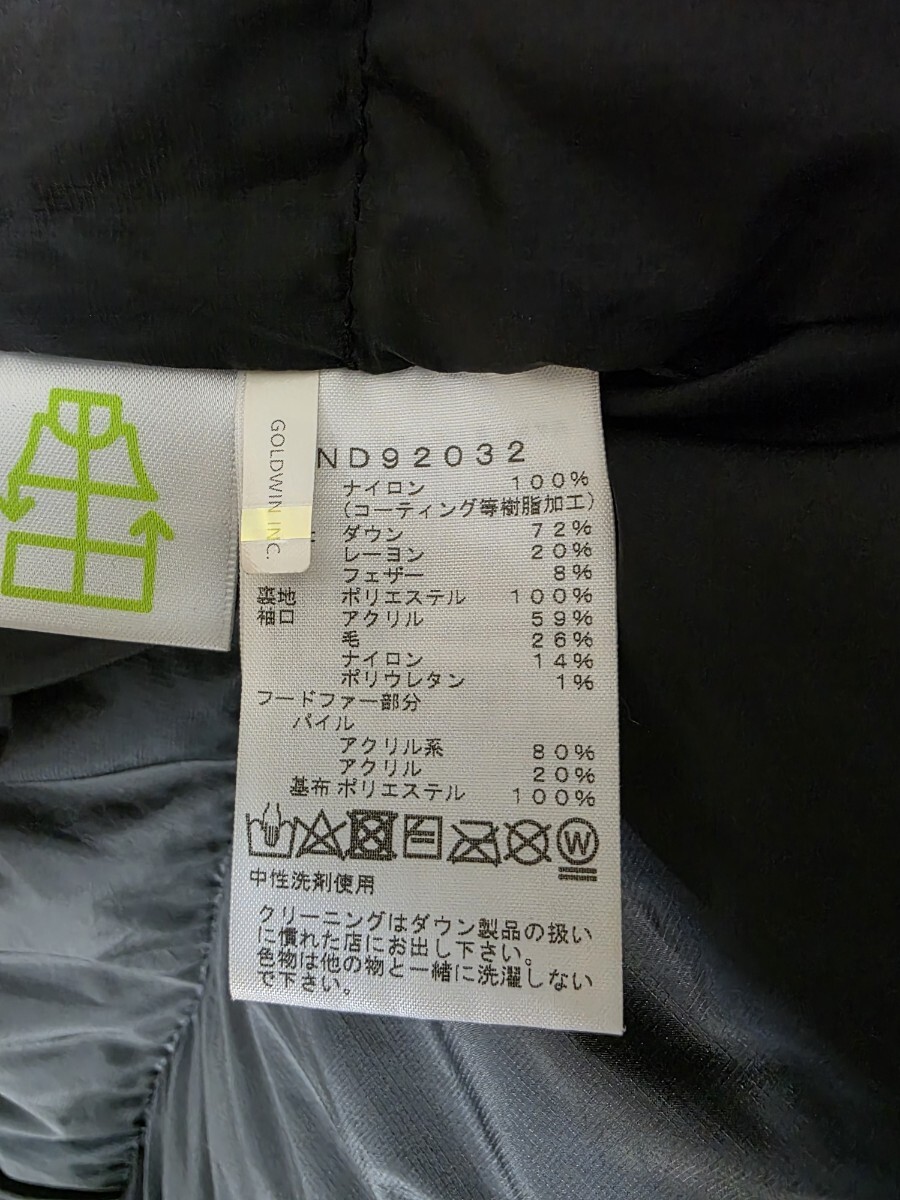 GOLDWIN INC.
ND92032
ナイロン 100%
(コーティング等樹脂加工)
ダウン 72%
レーヨン 20%
フェザー 8%
裏地 ポリエステル 100%
袖口 アクリル 59%
毛 26%
ナイロン 14%
ポリウレタン 1%
フードファー部分
パイル
アクリル系 80%
アクリル 20%
基布 ポリエステル 100%
W
中性洗剤使用
クリーニングはダウン製品の扱い
に慣れた店にお出し下さい。
色物は他の物と一緒に洗濯しない
で下さい。